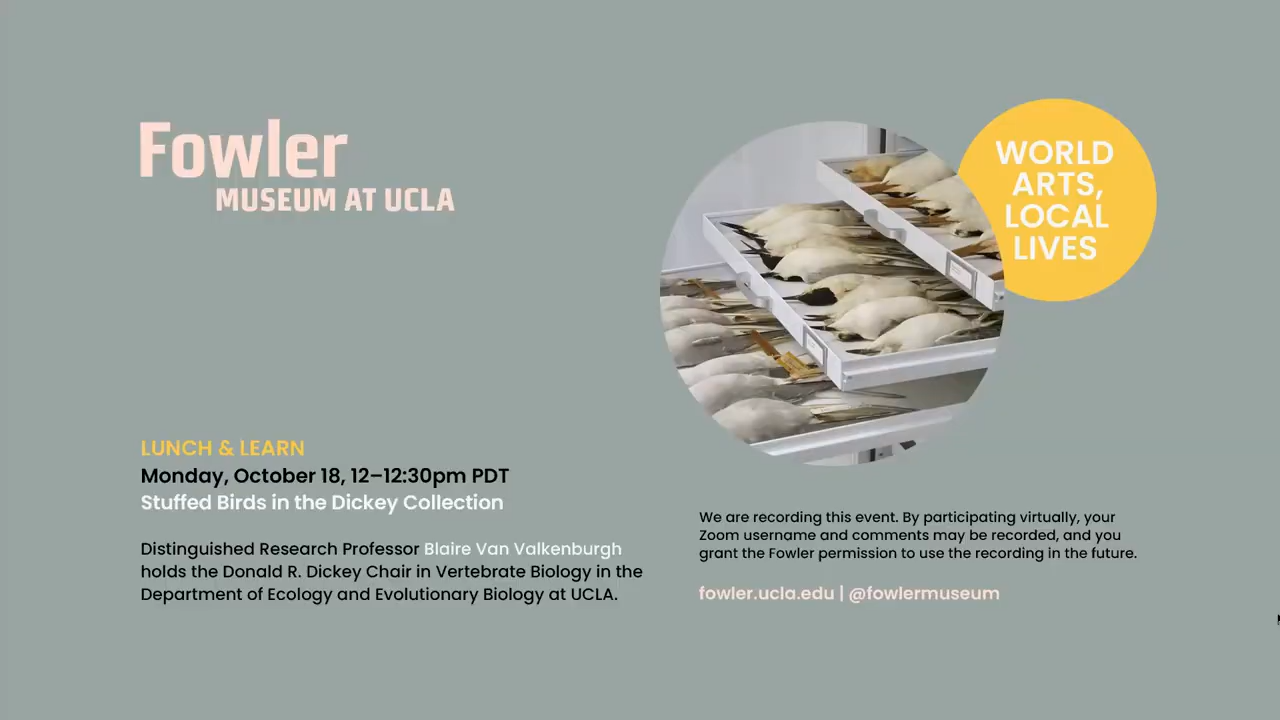 Fowler
MUSEUM AT UCLA
WORLD
ARTS,
LOCAL
LIVES
LUNCH & LEARN
Monday, October 18, 12–12:30pm PDT
Stuffed Birds in the Dickey Collection
Distinguished Research Professor Blaire Van Valkenburgh
holds the Donald R. Dickey Chair in Vertebrate Biology in the
Department of Ecology and Evolutionary Biology at UCLA.
We are recording this event. By participating virtually, your
Zoom username and comments may be recorded, and you
grant the Fowler permission to use the recording in the future.
fowler.ucla.edu | @fowlermuseum